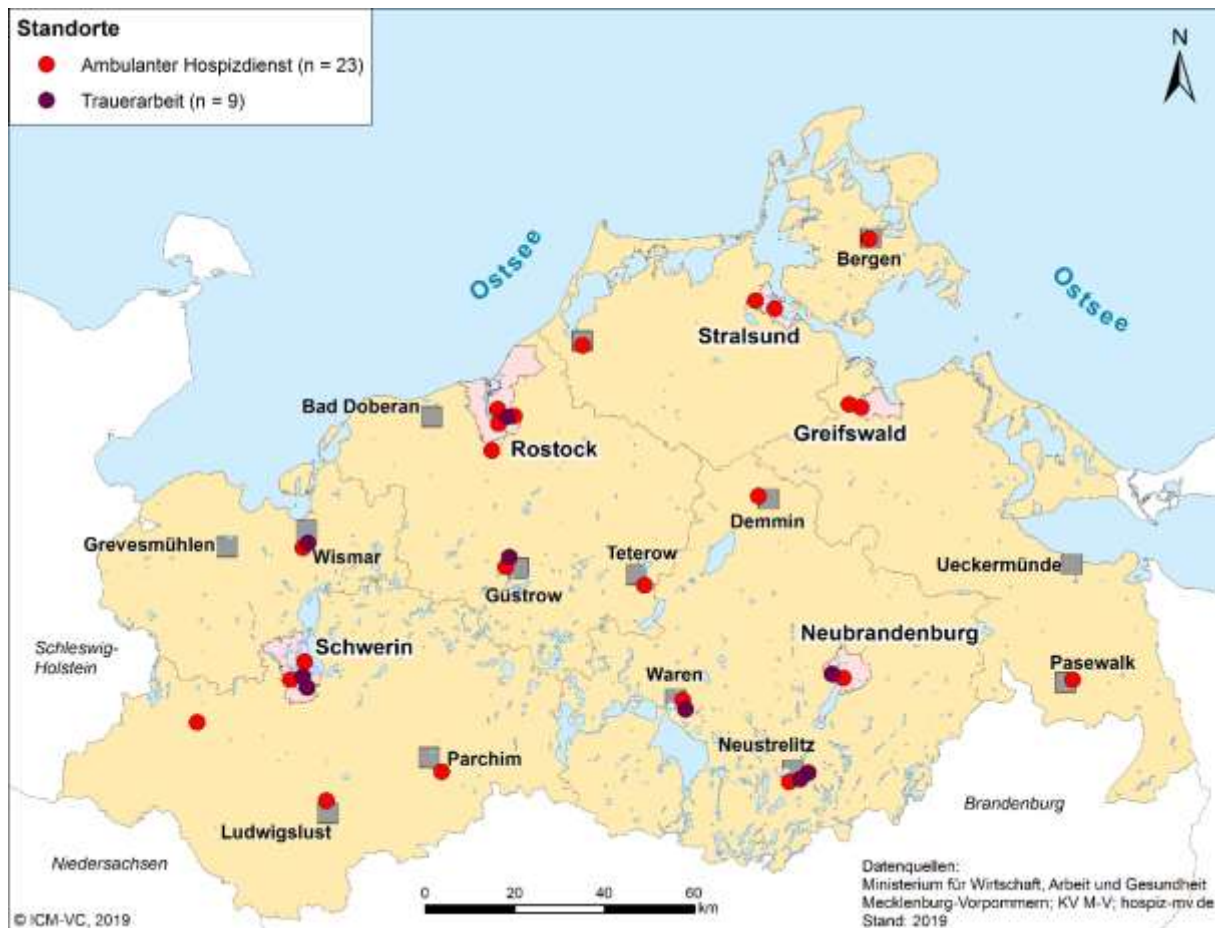 Standorte
Ambulanter Hospizdienst (n = 23)
Trauerarbeit (n = 9)
N
Ostsee
Bergen
Ostsee
Stralsund
Bad Doberan
Rostock
Greifswald
Demmin
Grevesmühlen
Wismar
Teterow
Güstrow
Ueckermünde
Schleswig-
Holstein
Schwerin
Neubrandenburg
Waren
Pasewalk
Parchim
Neustrelitz
Brandenburg
Ludwigslust
Niedersachsen
0 20 40 60
km
Datenquellen:
Ministerium für Wirtschaft, Arbeit und Gesundheit
Mecklenburg-Vorpommern; KV M-V; hospiz-mv.de
Stand: 2019
© ICM-VC, 2019